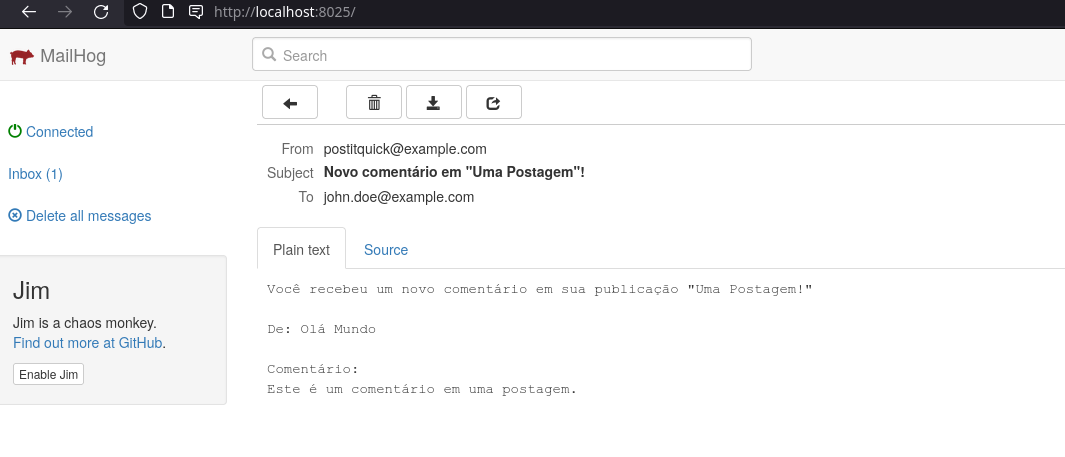 http://localhost:8025/
MailHog
Search
Connected
Inbox (1)
Delete all messages
Jim
Jim is a chaos monkey.
Find out more at GitHub.
Enable Jim
From postitquick@example.com
Subject Novo comentário em "Uma Postagem"!
To john.doe@example.com
Plain text Source
Você recebeu um novo comentário em sua publicação "Uma Postagem!"
De: Olá Mundo
Comentário:
Este é um comentário em uma postagem.